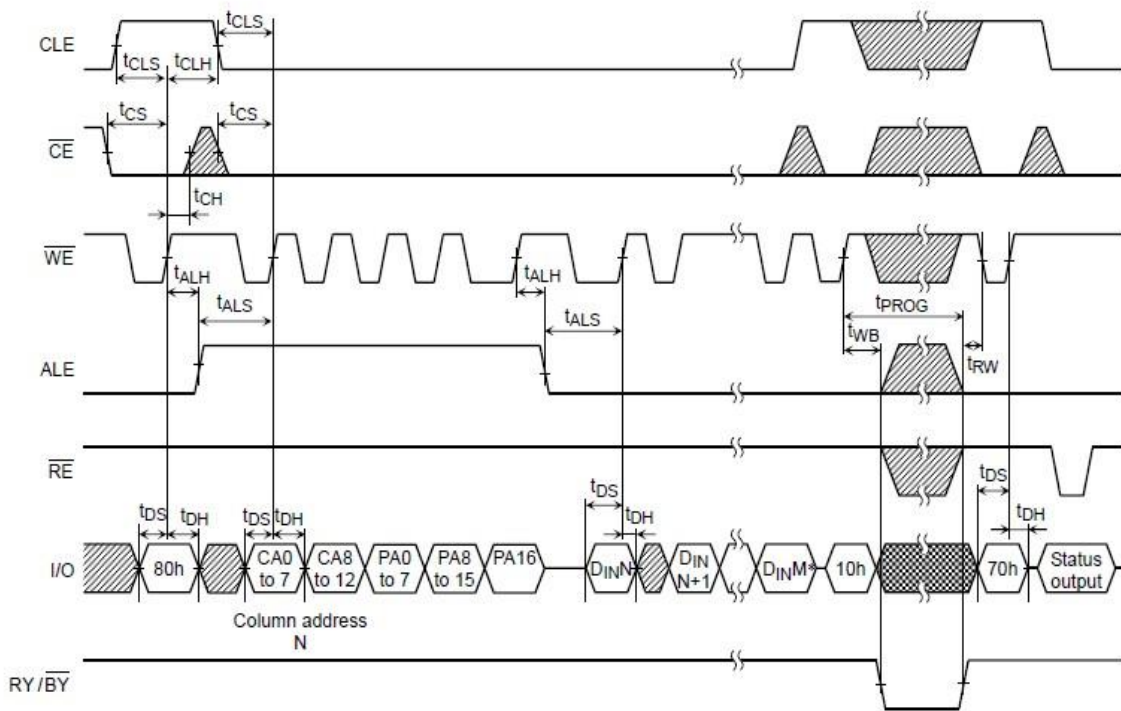 CLE
tCLS
tCLS
tCLH
CE
tCS
tCS
tCH
WE
tALH
tALS
tALH
tALS
tPROG
tWB
tRW
ALE
RE
tDS
tDH
tDS
tDH
tDS
tDH
tDS
tDH
I/O
80h
CA0 to 7
CA8 to 12
PA0 to 7
PA8 to 15
PA16
DINN
DIN N+1
DINM*
10h
70h
Status output
Column address
N
RY/BY